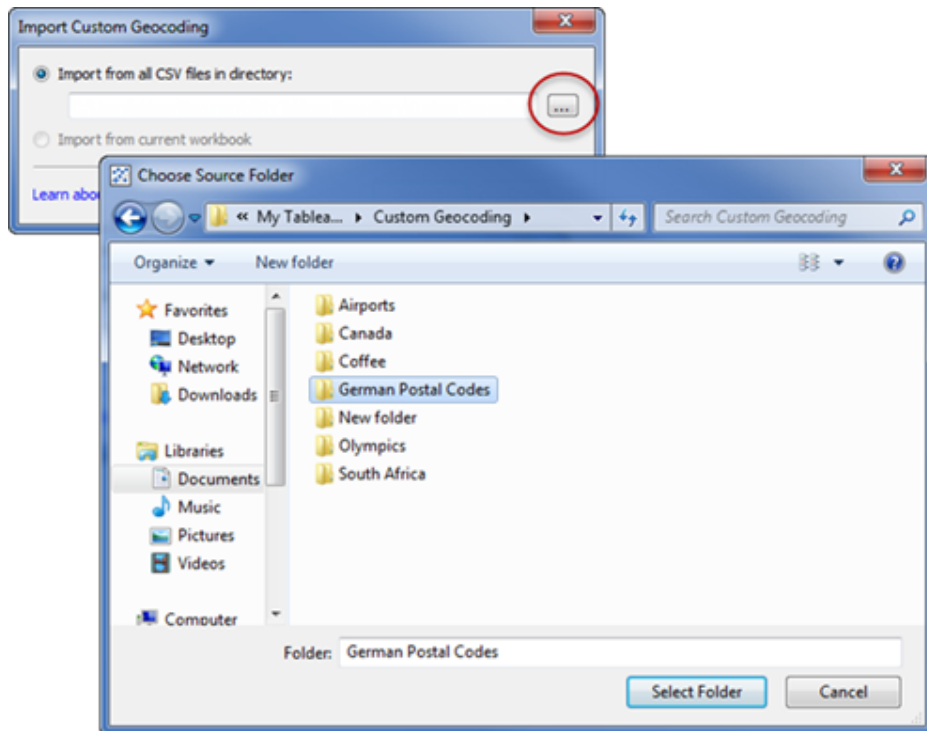 Import Custom Geocoding
Import from all CSV files in directory:
...
Import from current workbook
Learn abo
Choose Source Folder
« My Tablea... Custom Geocoding
Search Custom Geocoding
Organize New folder
Favorites
Desktop
Network
Downloads
Libraries
Documents
Music
Pictures
Videos
Computer
Airports
Canada
Coffee
German Postal Codes
New folder
Olympics
South Africa
Folder: German Postal Codes
Select Folder Cancel